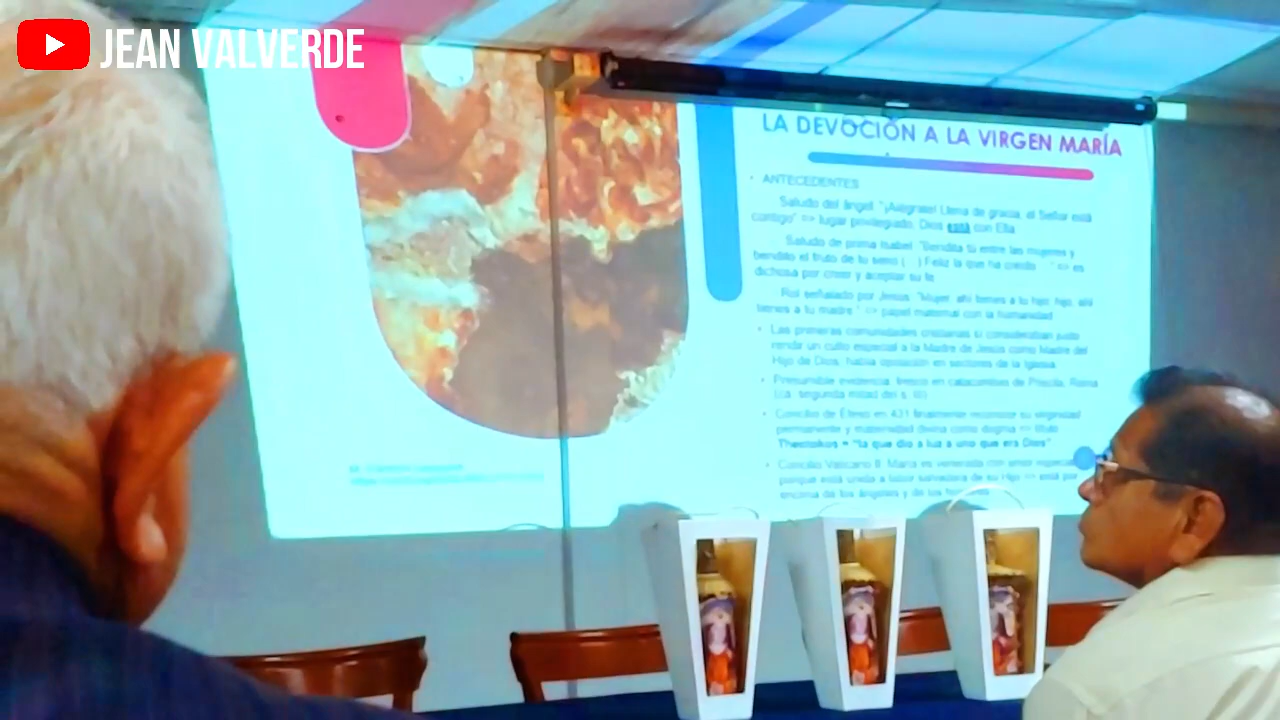 JEAN VALVERDE
LA DEVOCIÓN A LA VIRGEN MARÍA
• ANTECEDENTES
Saludo del ángel: "¡Alégrate! Llena de gracia, el Señor está
contigo" => lugar privilegiado, Dios está con Ella
Saludo de prima Isabel: "Bendita tú entre las mujeres y
bendito el fruto de tu seno (...) Feliz la que ha creído ..." => es
dichosa por creer y aceptar su fe
Rol señalado por Jesús: "Mujer, ahí tienes a tu hijo; hijo, ahí
tienes a tu madre." => papel maternal con la humanidad
• Las primeras comunidades cristianas sí consideraban justo
rendir un culto especial a la Madre de Jesús como Madre del
Hijo de Dios; había oposición en sectores de la Iglesia
• Presumible evidencia: fresco en catacumbas de Priscila, Roma
(ca. segunda mitad del s. III)
• Concilio de Éfeso en 431 finalmente reconoce su virginidad
permanente y maternidad divina como dogma => título
Theotokos = "la que dio a luz a uno que era Dios"
• Concilio Vaticano II: María es venerada con amor especial
porque está unida a labor salvadora de su Hijo => está por
encima de los ángeles y de los